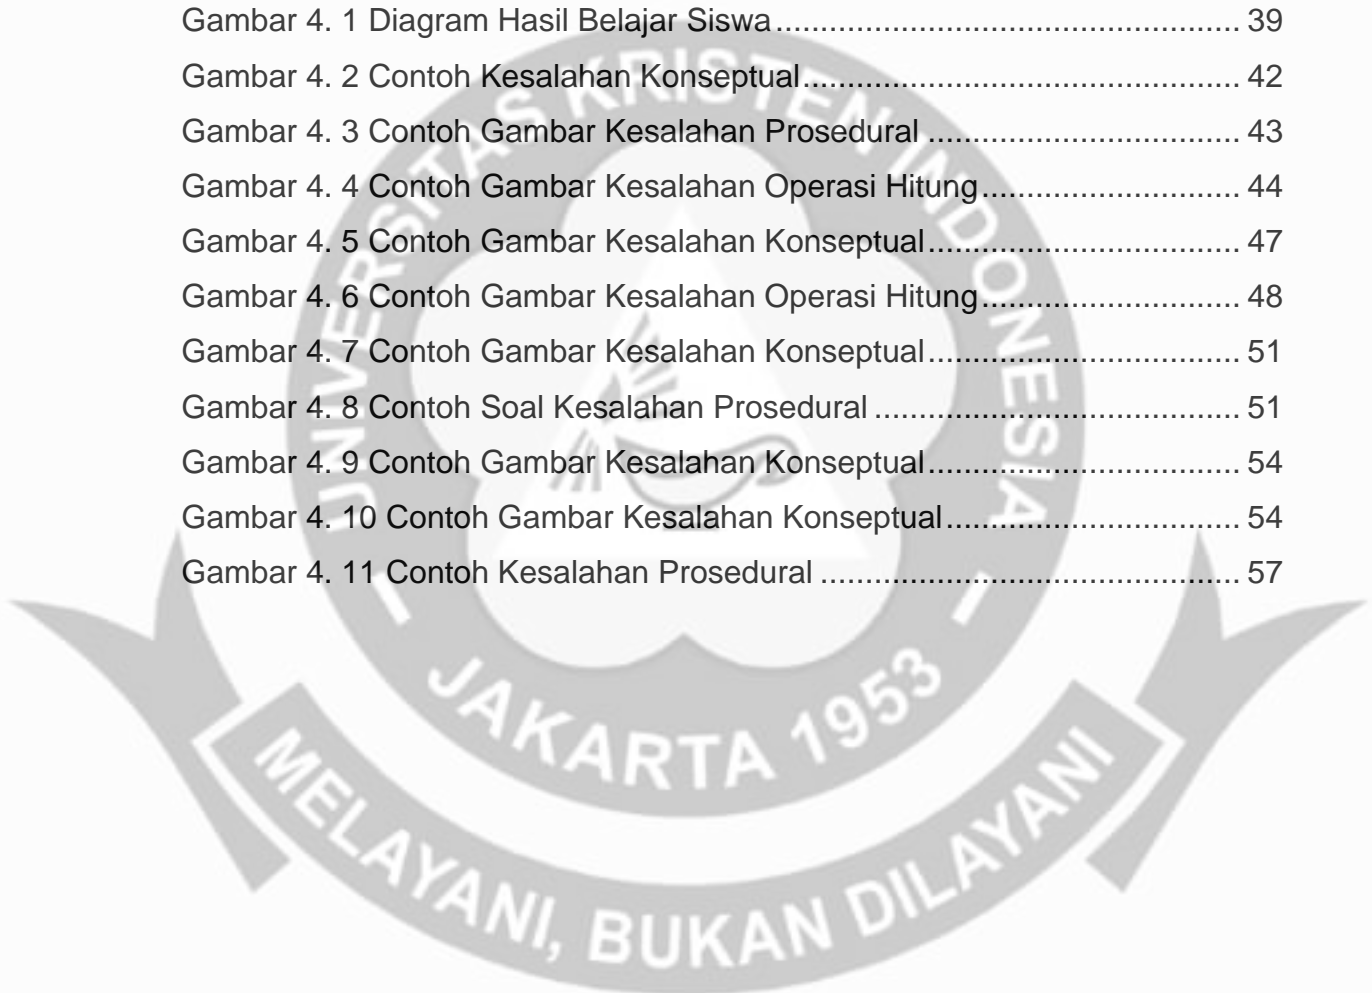 Gambar 4. 1 Diagram Hasil Belajar Siswa........................................................ 39
Gambar 4. 2 Contoh Kesalahan Konseptual.................................................... 42
Gambar 4. 3 Contoh Gambar Kesalahan Prosedural ...................................... 43
Gambar 4. 4 Contoh Gambar Kesalahan Operasi Hitung............................... 44
Gambar 4. 5 Contoh Gambar Kesalahan Konseptual..................................... 47
Gambar 4. 6 Contoh Gambar Kesalahan Operasi Hitung............................... 48
Gambar 4. 7 Contoh Gambar Kesalahan Konseptual..................................... 51
Gambar 4. 8 Contoh Soal Kesalahan Prosedural ............................................ 51
Gambar 4. 9 Contoh Gambar Kesalahan Konseptual..................................... 54
Gambar 4. 10 Contoh Gambar Kesalahan Konseptual................................... 54
Gambar 4. 11 Contoh Kesalahan Prosedural .................................................. 57
UNIVERSITAS KRISTEN INDONESIA
JAKARTA 1953
MELAYANI, BUKAN DILAYANI